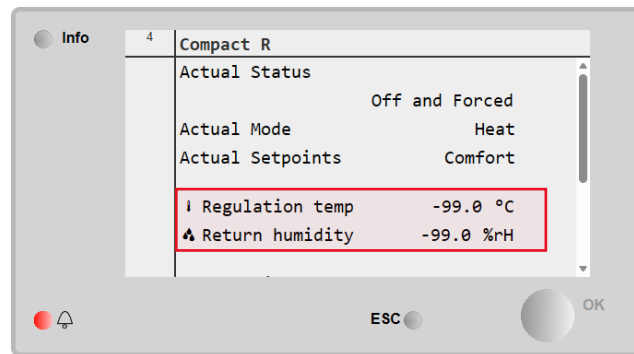 Info
4
Compact R
Actual Status
Off and Forced
Actual Mode Heat
Actual Setpoints Comfort
Regulation temp -99.0 °C
Return humidity -99.0 %rH
ESC
OK